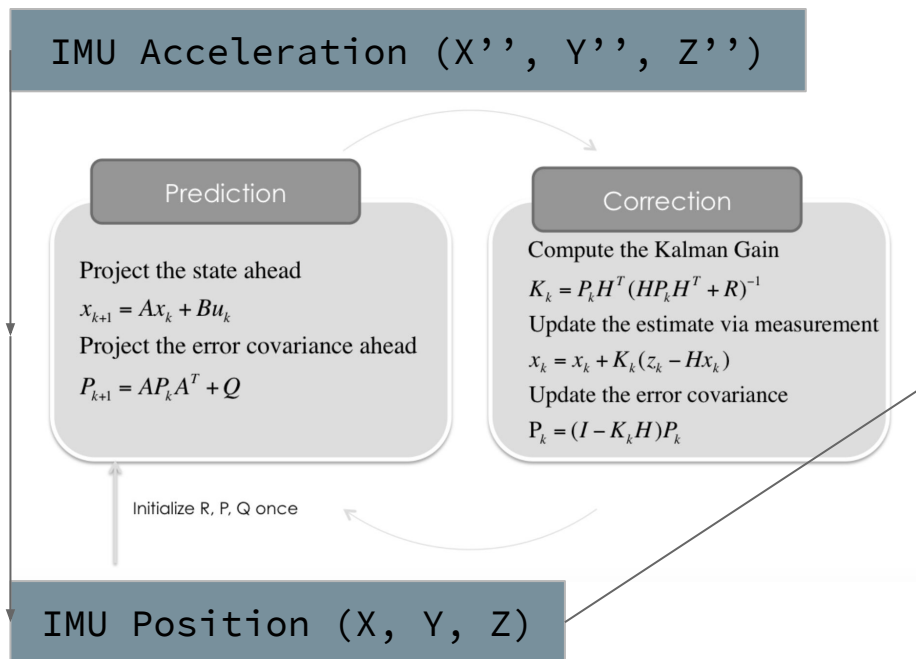 IMU Acceleration (X’’, Y’’, Z’’)
Prediction
Project the state ahead
x_{k+1} = Ax_k + Bu_k
Project the error covariance ahead
P_{k+1} = AP_kA^T + Q
Correction
Compute the Kalman Gain
K_k = P_kH^T(HP_kH^T + R)^{-1}
Update the estimate via measurement
x_k = x_k + K_k(z_k − Hx_k)
Update the error covariance
P_k = (I − K_kH)P_k
Initialize R, P, Q once
IMU Position (X, Y, Z)